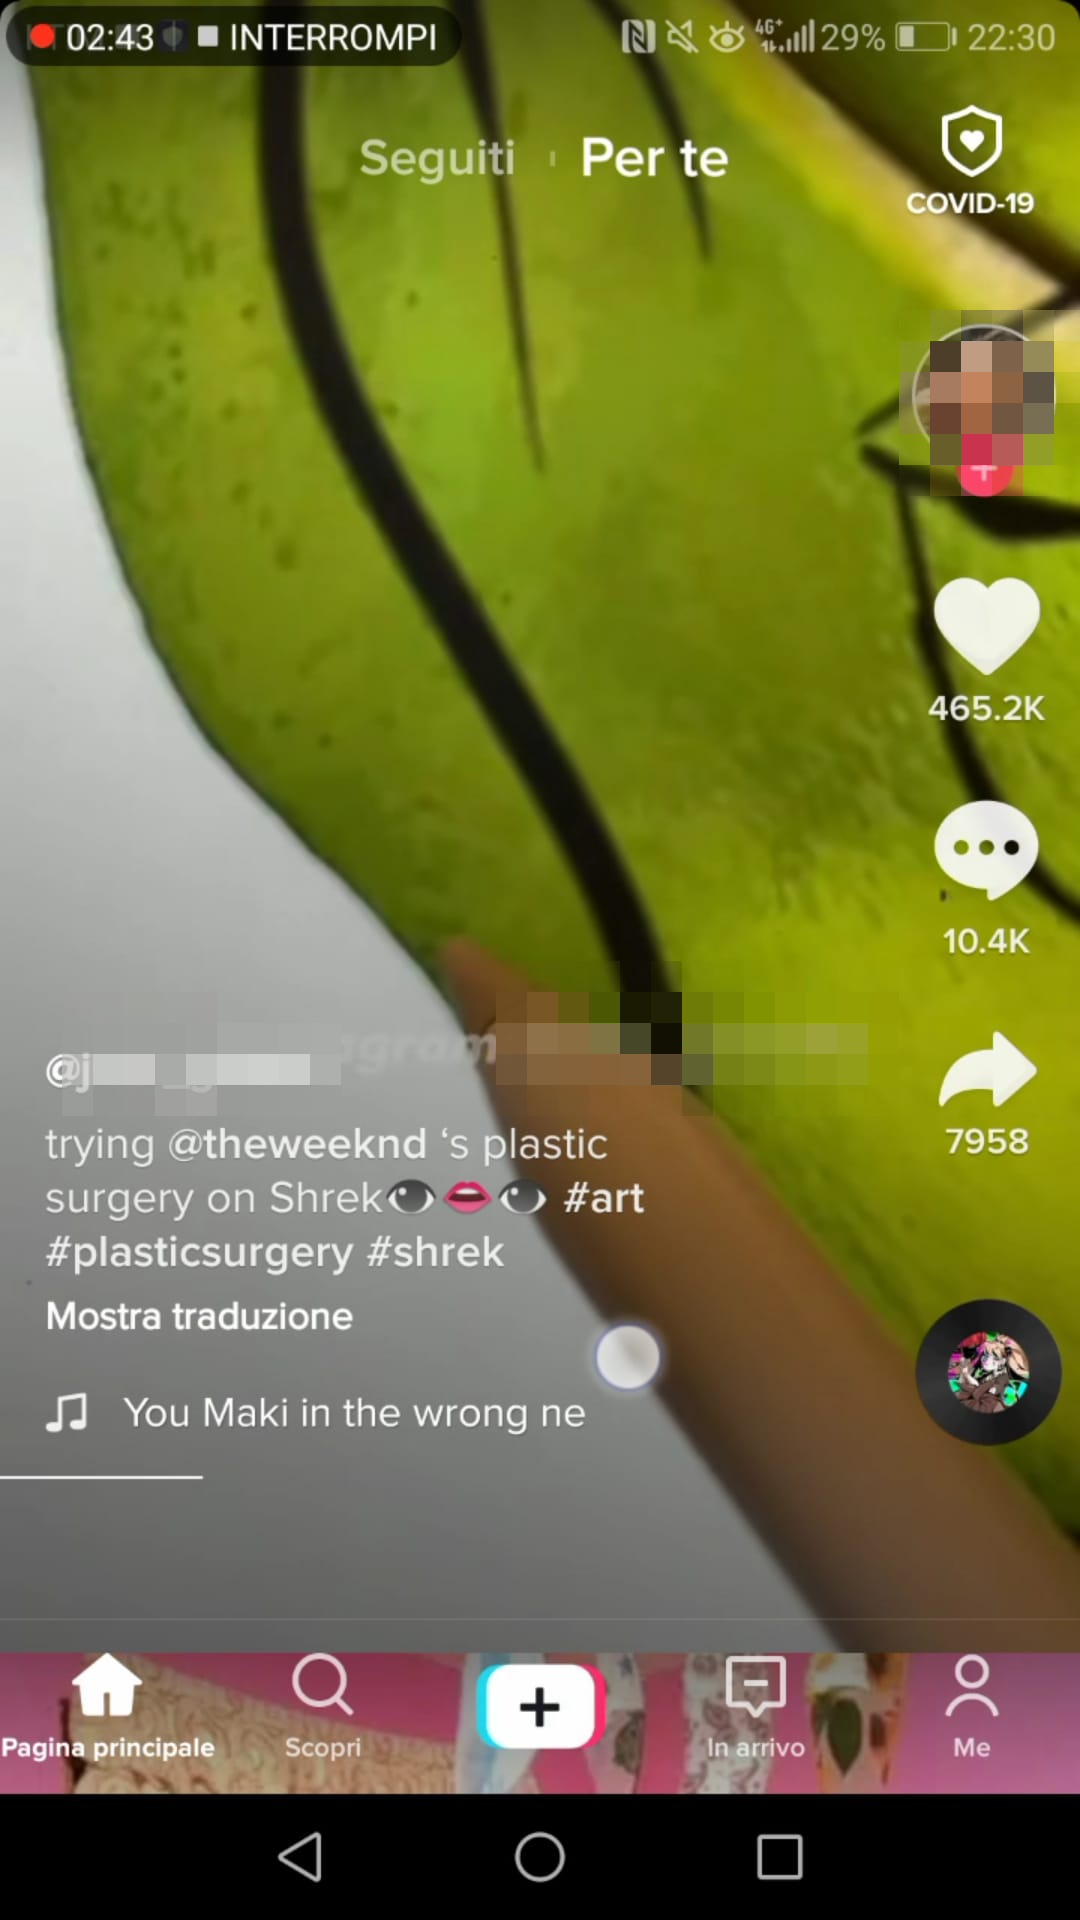 02:43 INTERROMPI
4G+ 29% 22:30
Seguiti Per te
COVID-19
465.2K
10.4K
7958
trying @theweeknd ‘s plastic
surgery on Shrek👁👄👁 #art
#plasticsurgery #shrek
Mostra traduzione
You Maki in the wrong ne
Pagina principale Scopri In arrivo Me